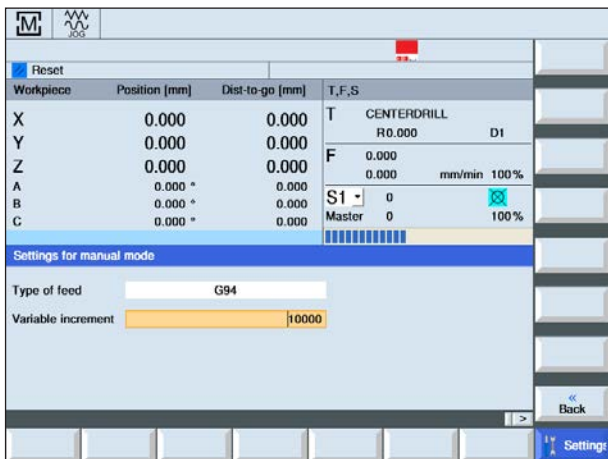 M JOG
Reset
Workpiece Position [mm] Dist-to-go [mm] T,F,S
X 0.000 0.000 T CENTERDRILL
R0.000 D1
Y 0.000 0.000
F 0.000
Z 0.000 0.000 0.000 mm/min 100%
A 0.000 ° 0.000
B 0.000 ° 0.000 S1 0
C 0.000 ° 0.000 Master 0 100%
Settings for manual mode
Type of feed G94
Variable increment 10000
«
Back
>
Settings